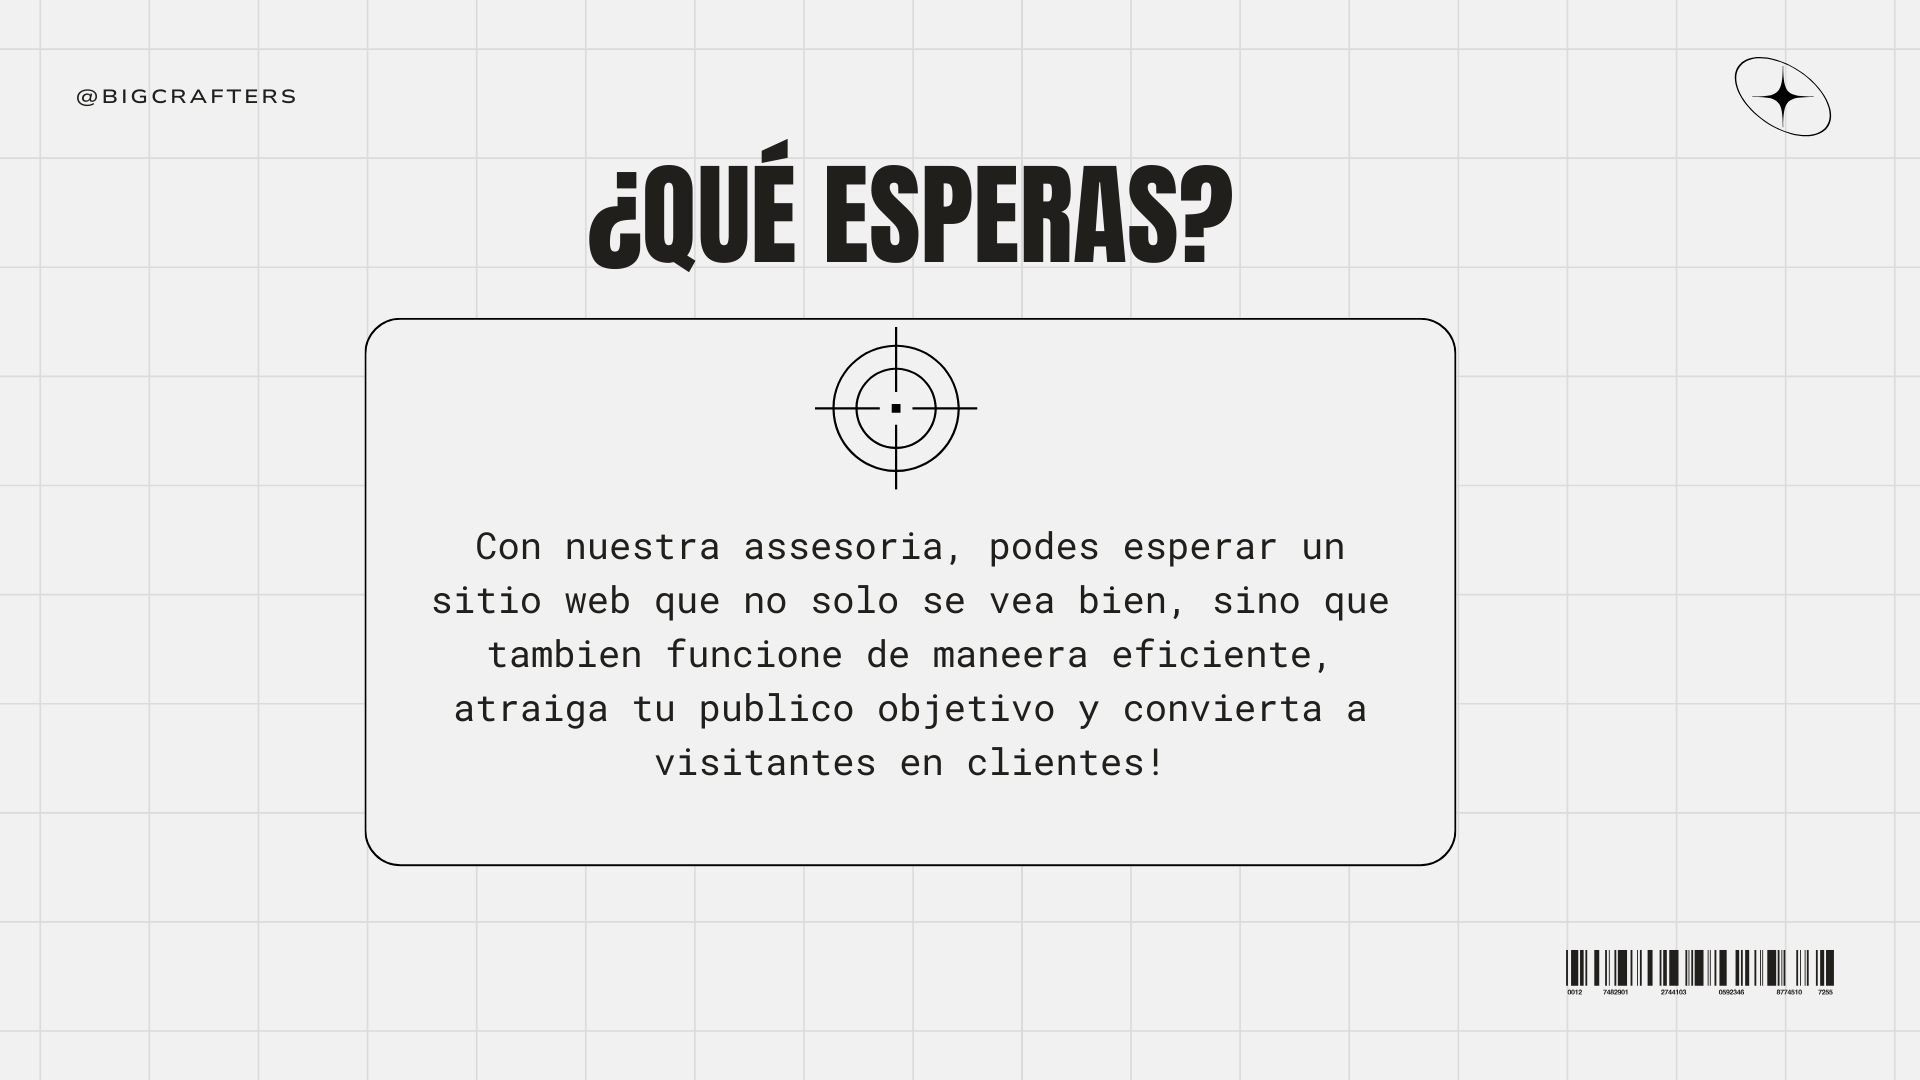 @BIGCRAFTERS
¿QUÉ ESPERAS?
Con nuestra assesoria, podes esperar un
sitio web que no solo se vea bien, sino que
tambien funcione de maneera eficiente,
atraiga tu publico objetivo y convierta a
visitantes en clientes!
0012 7482901 2744103 0592346 8774510 7255